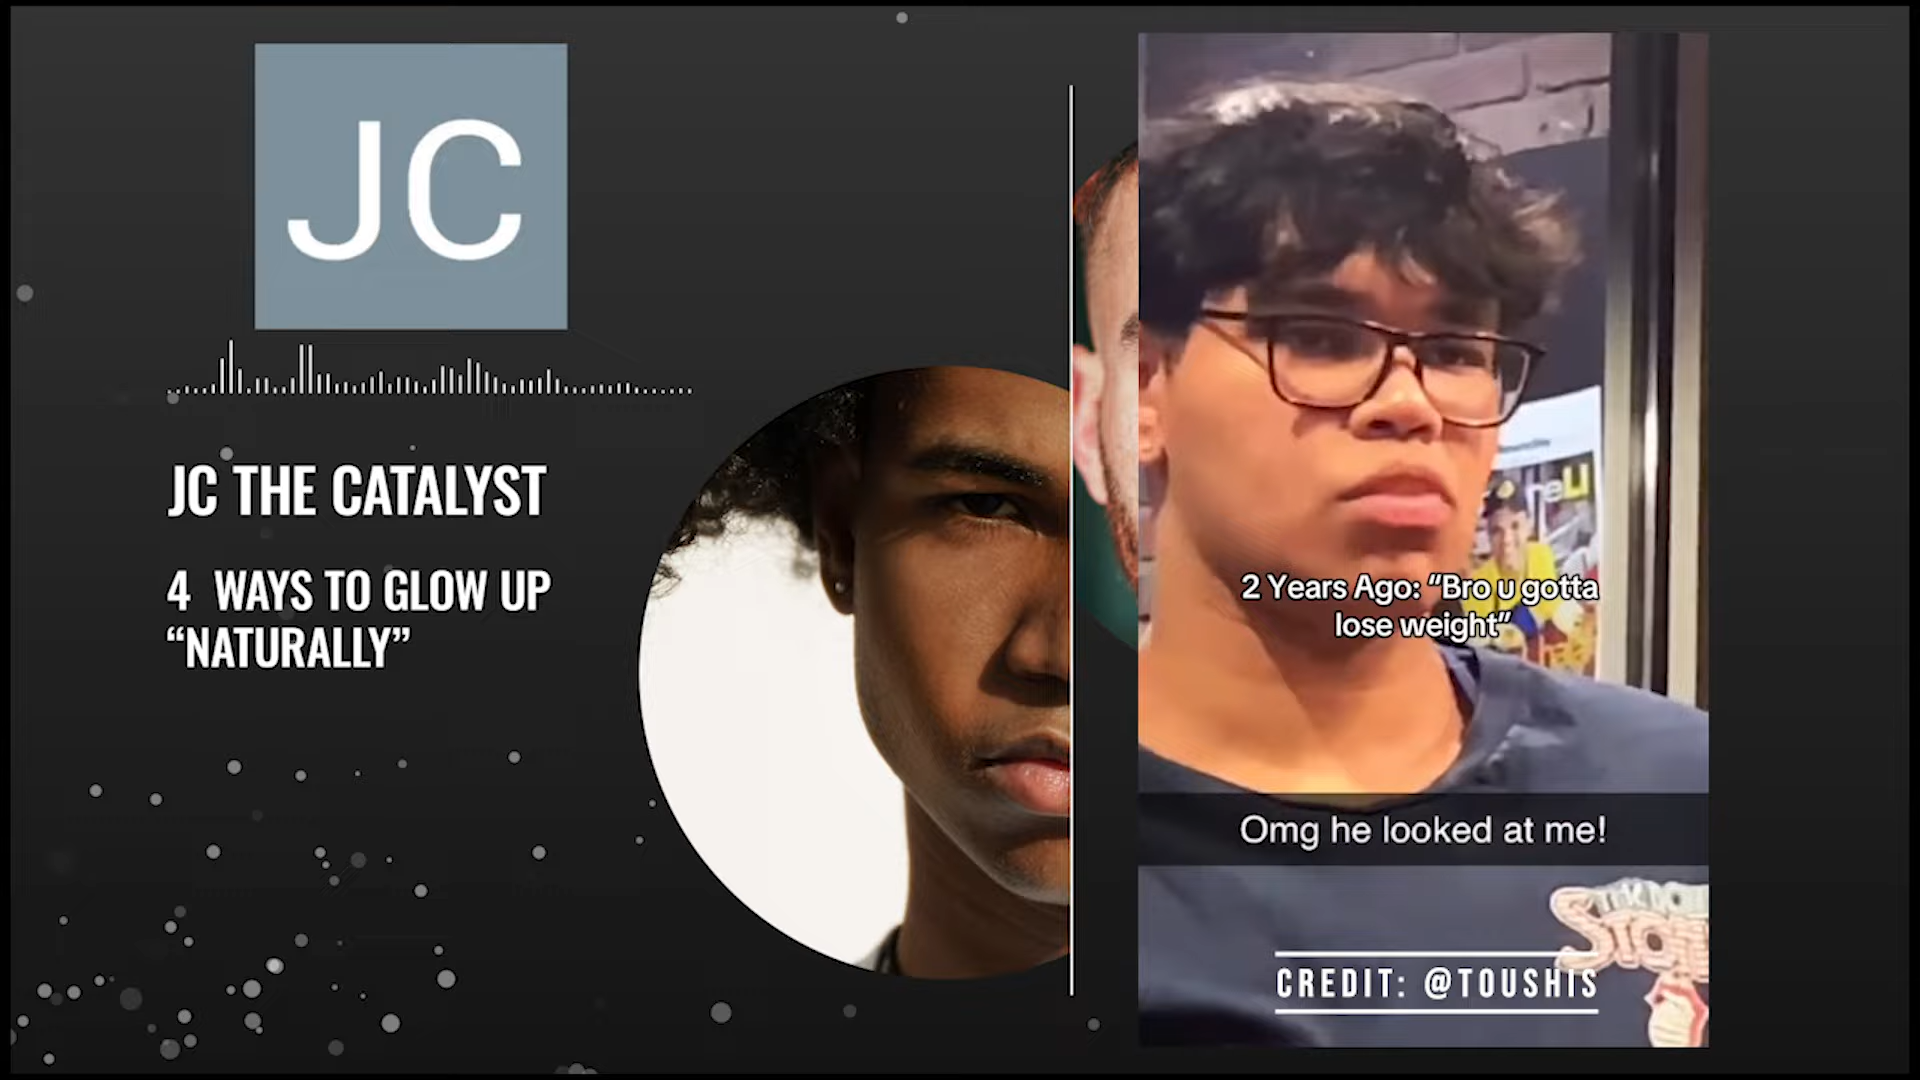 JC
JC THE CATALYST
4 WAYS TO GLOW UP
“NATURALLY”
2 Years Ago: “Bro u gotta
lose weight”
Omg he looked at me!
CREDIT: @TOUSHIS